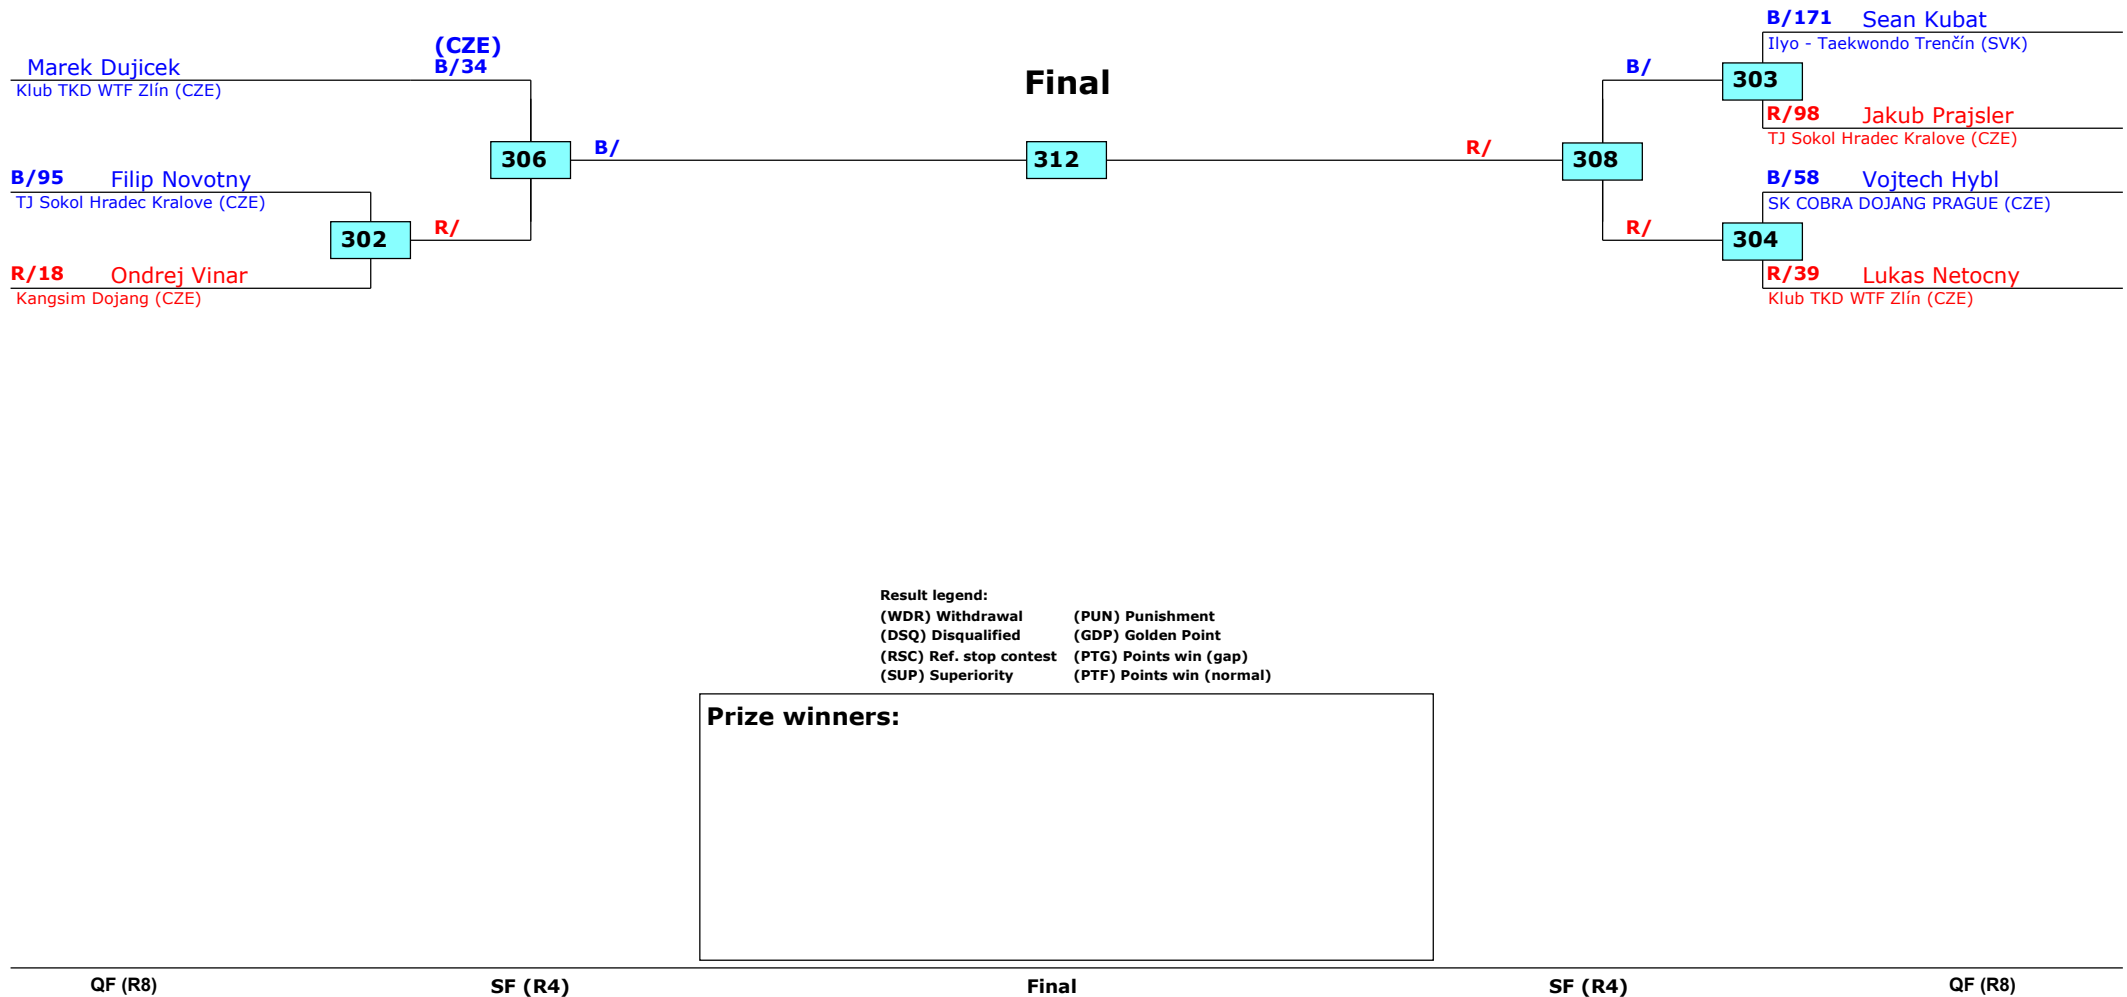 B/171 Sean Kubat
Ilyo - Taekwondo Trenčín (SVK)
(CZE)
Marek Dujicek B/34
Klub TKD WTF Zlín (CZE)
Final
B/
303
R/98 Jakub Prajsler
TJ Sokol Hradec Kralove (CZE)
306
B/
312
R/
308
B/95 Filip Novotny
TJ Sokol Hradec Kralove (CZE)
B/58 Vojtech Hybl
SK COBRA DOJANG PRAGUE (CZE)
302
R/
R/
304
R/18 Ondrej Vinar
Kangsim Dojang (CZE)
R/39 Lukas Netocny
Klub TKD WTF Zlín (CZE)
Result legend:
(WDR) Withdrawal (PUN) Punishment
(DSQ) Disqualified (GDP) Golden Point
(RSC) Ref. stop contest (PTG) Points win (gap)
(SUP) Superiority (PTF) Points win (normal)
Prize winners:
QF (R8) SF (R4) Final SF (R4) QF (R8)